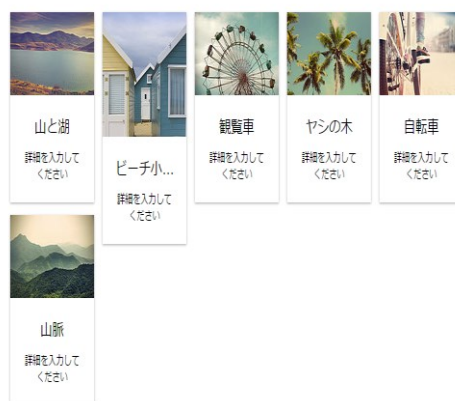 山と湖
詳細を入力して
ください
ビーチ小...
詳細を入力して
ください
観覧車
詳細を入力して
ください
ヤシの木
詳細を入力して
ください
自転車
詳細を入力して
ください
山脈
詳細を入力して
ください